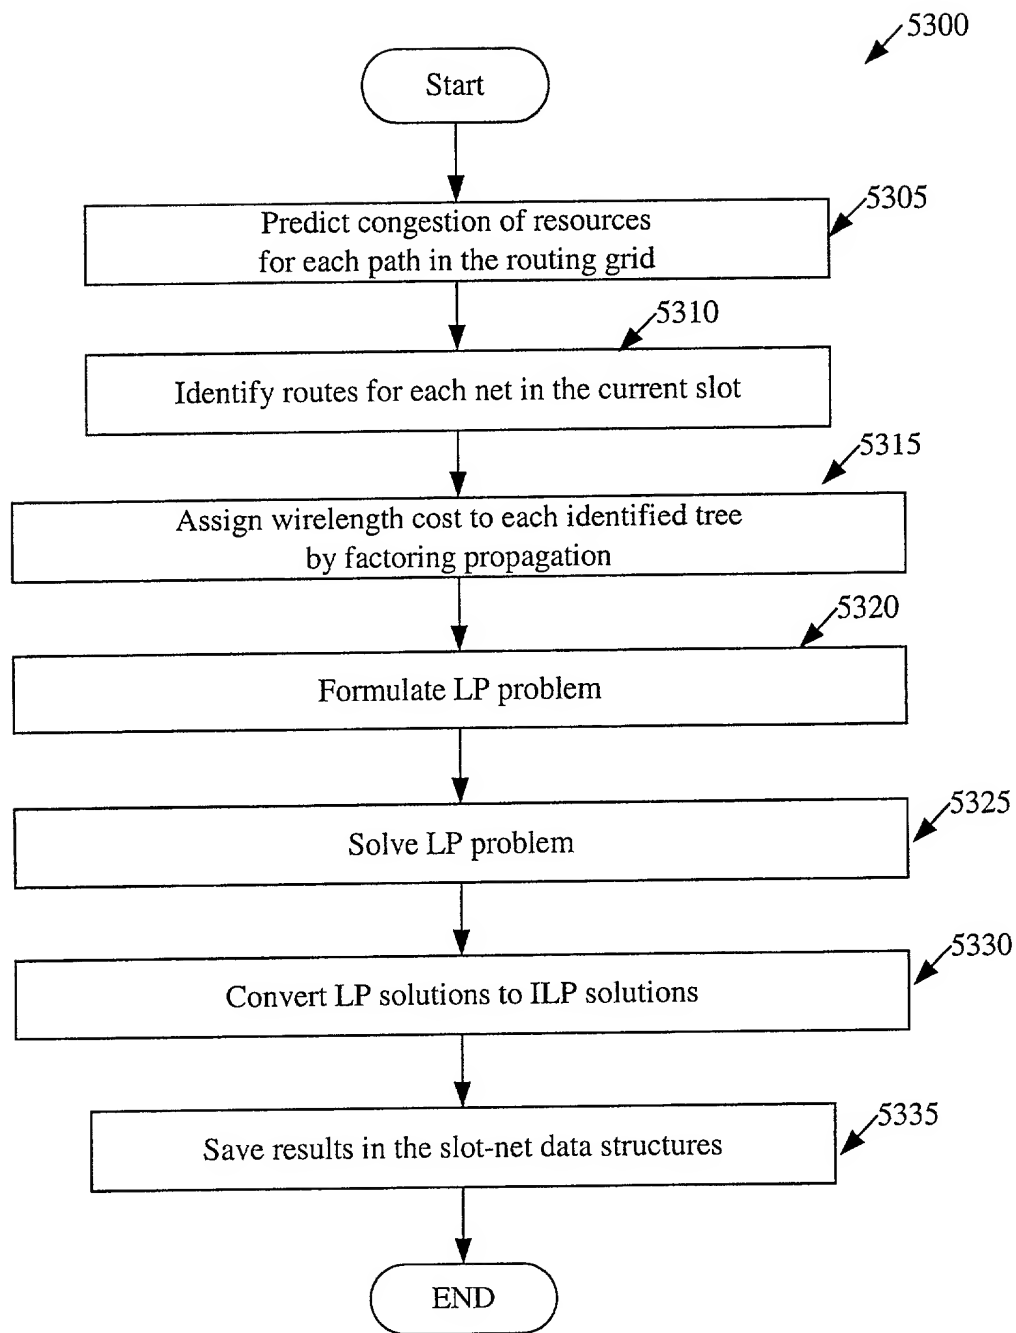 5300
Start
5305
Predict congestion of resources
for each path in the routing grid
5310
Identify routes for each net in the current slot
5315
Assign wirelength cost to each identified tree
by factoring propagation
5320
Formulate LP problem
5325
Solve LP problem
5330
Convert LP solutions to ILP solutions
5335
Save results in the slot-net data structures
END